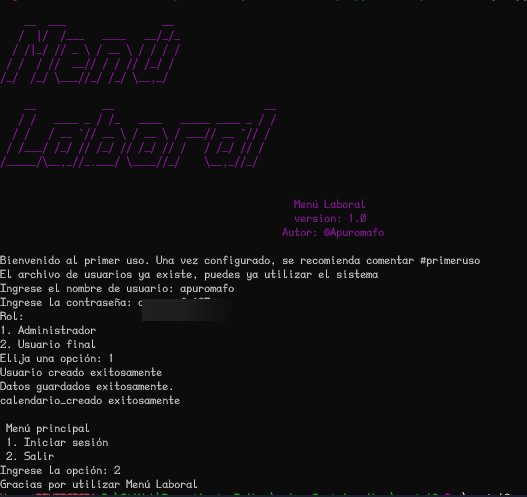 Menú
Laboral
Menú Laboral
version: 1.0
Autor: @Apuromafo
Bienvenido al primer uso. Una vez configurado, se recomienda comentar #primeruso
El archivo de usuarios ya existe, puedes ya utilizar el sistema
Ingrese el nombre de usuario: apuromafo
Ingrese la contraseña:
Rol:
1. Administrador
2. Usuario final
Elija una opción: 1
Usuario creado exitosamente
Datos guardados exitosamente.
calendario_creado exitosamente
Menú principal
1. Iniciar sesión
2. Salir
Ingrese la opción: 2
Gracias por utilizar Menú Laboral